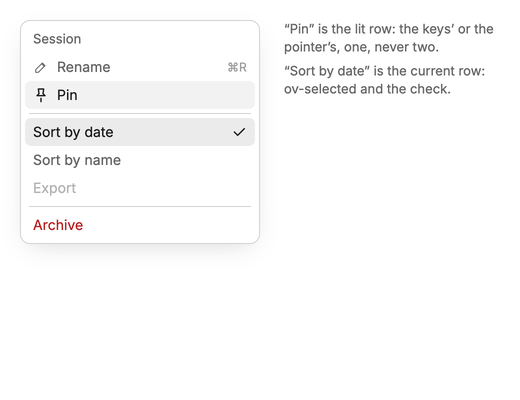 Session
Rename ⌘R
Pin
Sort by date
Sort by name
Export
Archive
“Pin” is the lit row: the keys’ or the
pointer’s, one, never two.
“Sort by date” is the current row:
ov-selected and the check.